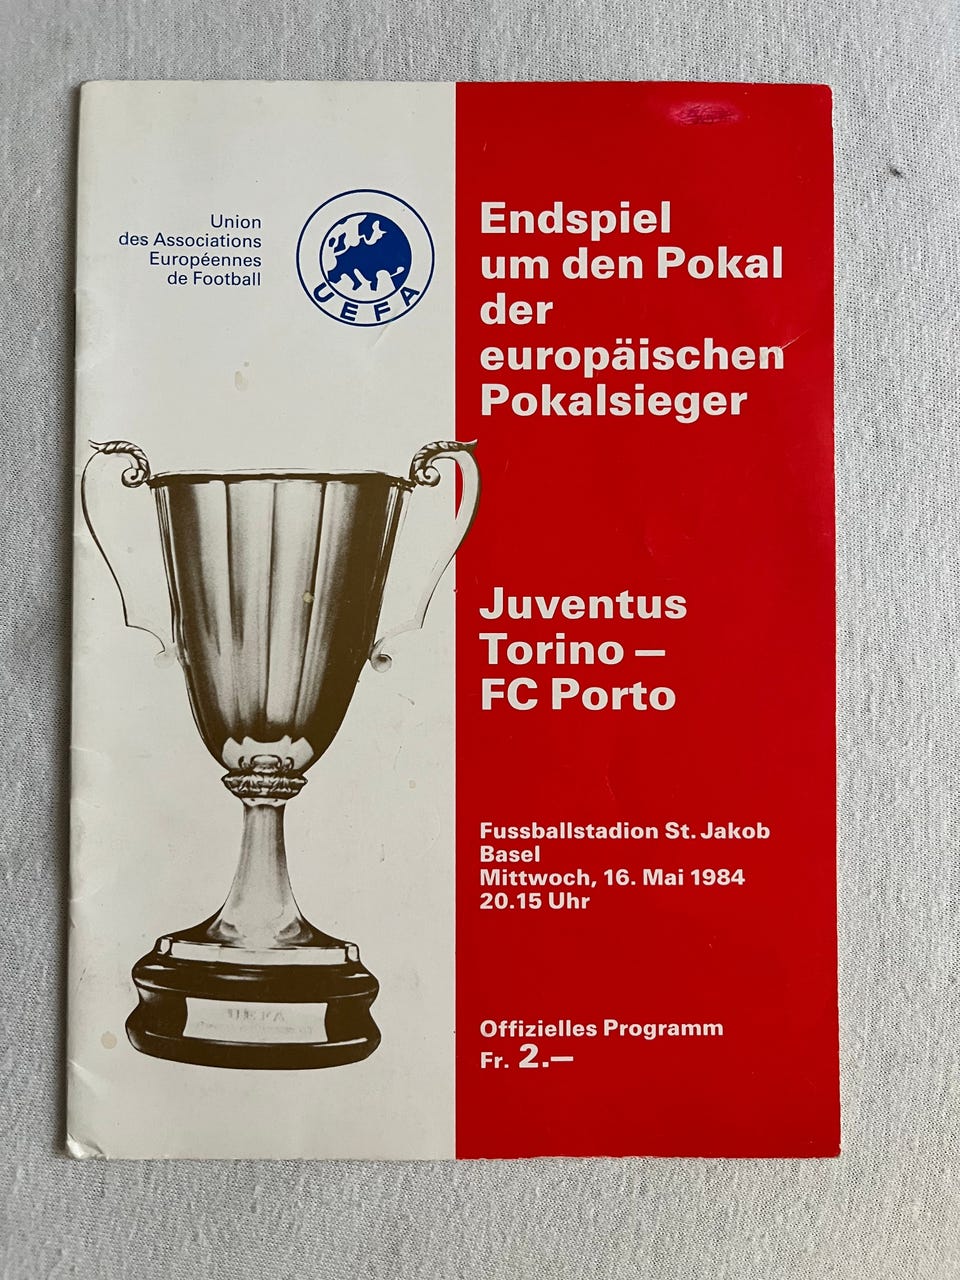 Union
des Associations
Européennes
de Football
UEFA
Endspiel
um den Pokal
der
europäischen
Pokalsieger
Juventus
Torino –
FC Porto
Fussballstadion St. Jakob
Basel
Mittwoch, 16. Mai 1984
20.15 Uhr
Offizielles Programm
Fr. 2.–
UEFA